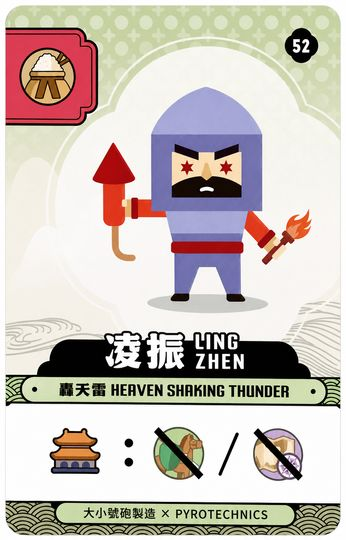 52
凌振 LING ZHEN
轟天雷 HEAVEN SHAKING THUNDER
: /
大小號砲製造 × PYROTECHNICS